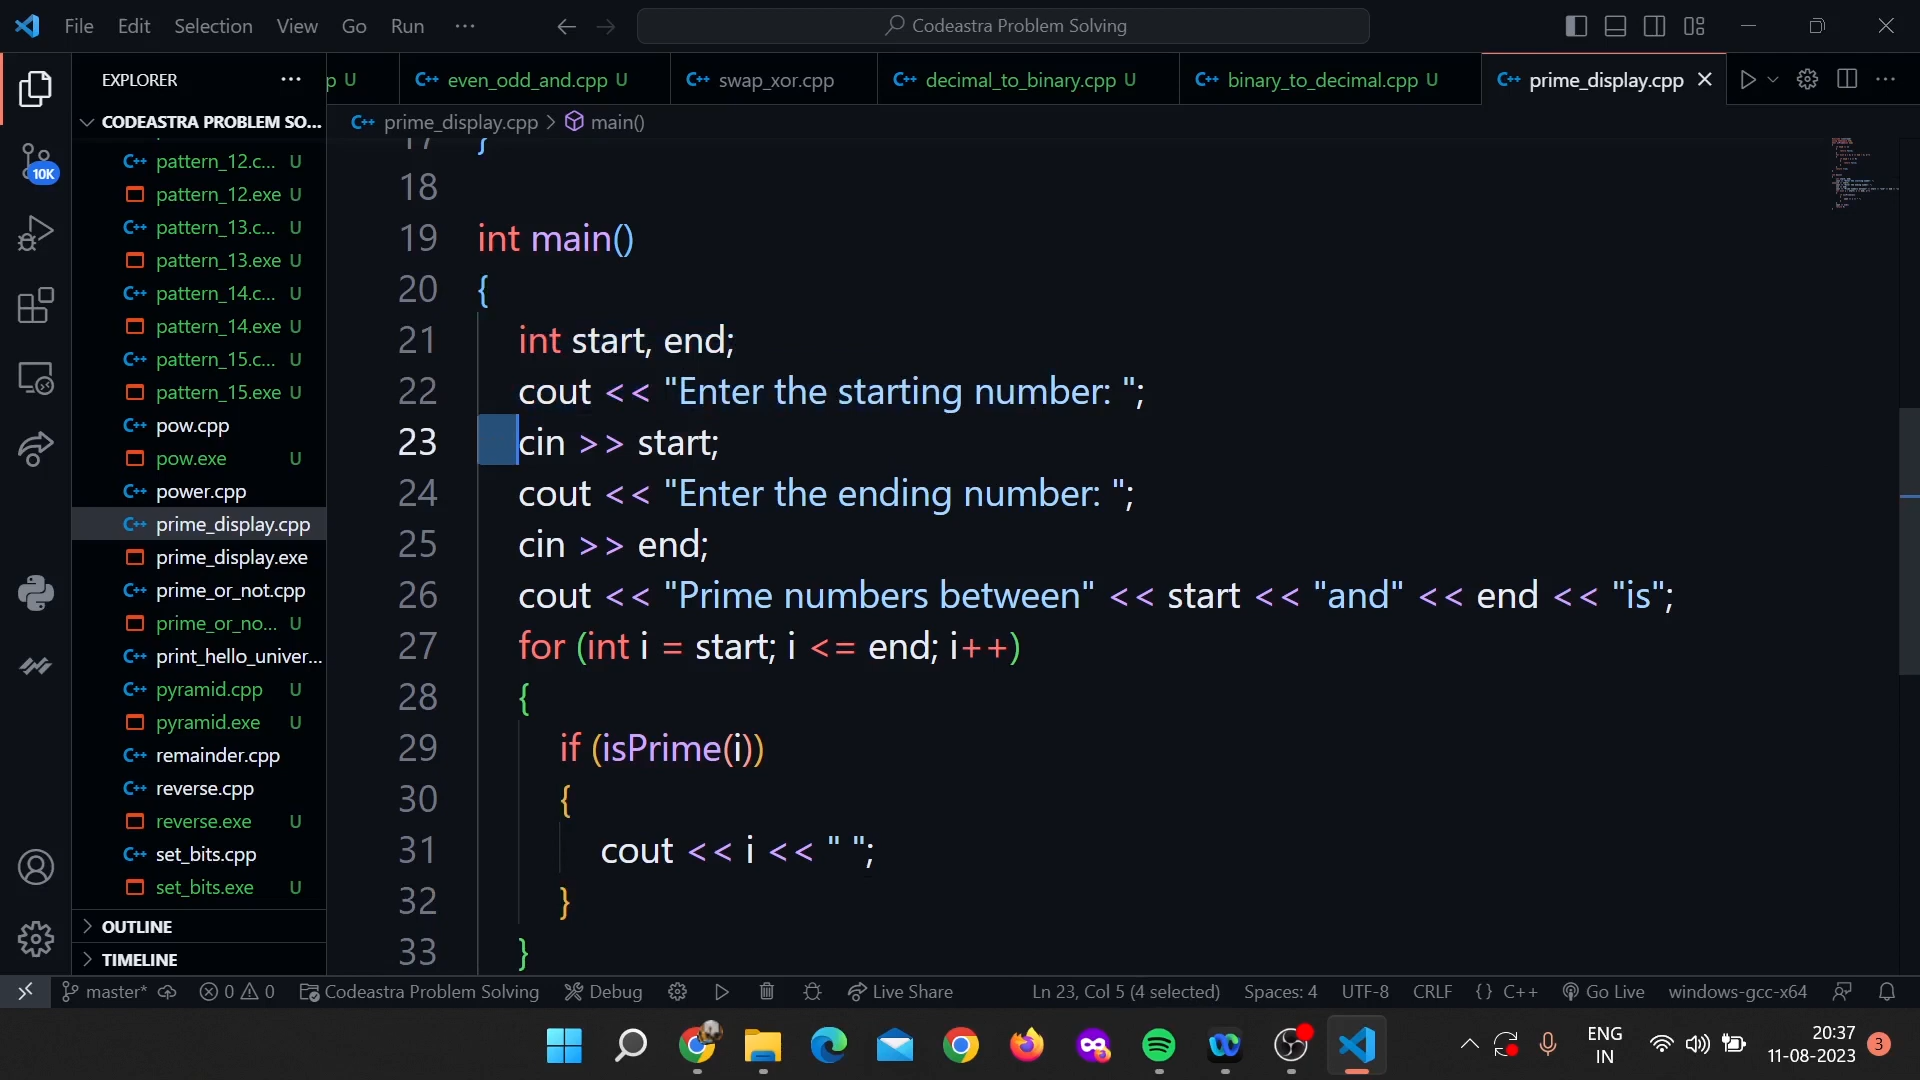 File Edit Selection View Go Run ···
Codeastra Problem Solving
EXPLORER ···
p U
C++ even_odd_and.cpp U
C++ swap_xor.cpp
C++ decimal_to_binary.cpp U
C++ binary_to_decimal.cpp U
C++ prime_display.cpp
CODEASTRA PROBLEM SO...
C++ prime_display.cpp > main()
10K
C++ pattern_12.c... U
pattern_12.exe U
C++ pattern_13.c... U
pattern_13.exe U
C++ pattern_14.c... U
pattern_14.exe U
C++ pattern_15.c... U
pattern_15.exe U
C++ pow.cpp
pow.exe U
C++ power.cpp
C++ prime_display.cpp
prime_display.exe
C++ prime_or_not.cpp
prime_or_no... U
C++ print_hello_univer...
C++ pyramid.cpp U
pyramid.exe U
C++ remainder.cpp
C++ reverse.cpp
reverse.exe U
C++ set_bits.cpp
set_bits.exe U
OUTLINE
TIMELINE
17 }
18
19 int main()
20 {
21 int start, end;
22 cout << "Enter the starting number: ";
23 cin >> start;
24 cout << "Enter the ending number: ";
25 cin >> end;
26 cout << "Prime numbers between" << start << "and" << end << "is";
27 for (int i = start; i <= end; i++)
28 {
29 if (isPrime(i))
30 {
31 cout << i << " ";
32 }
33 }
master* 0 0 Codeastra Problem Solving Debug Live Share Ln 23, Col 5 (4 selected) Spaces: 4 UTF-8 CRLF {} C++ Go Live windows-gcc-x64
ENG
IN
20:37
11-08-2023
3